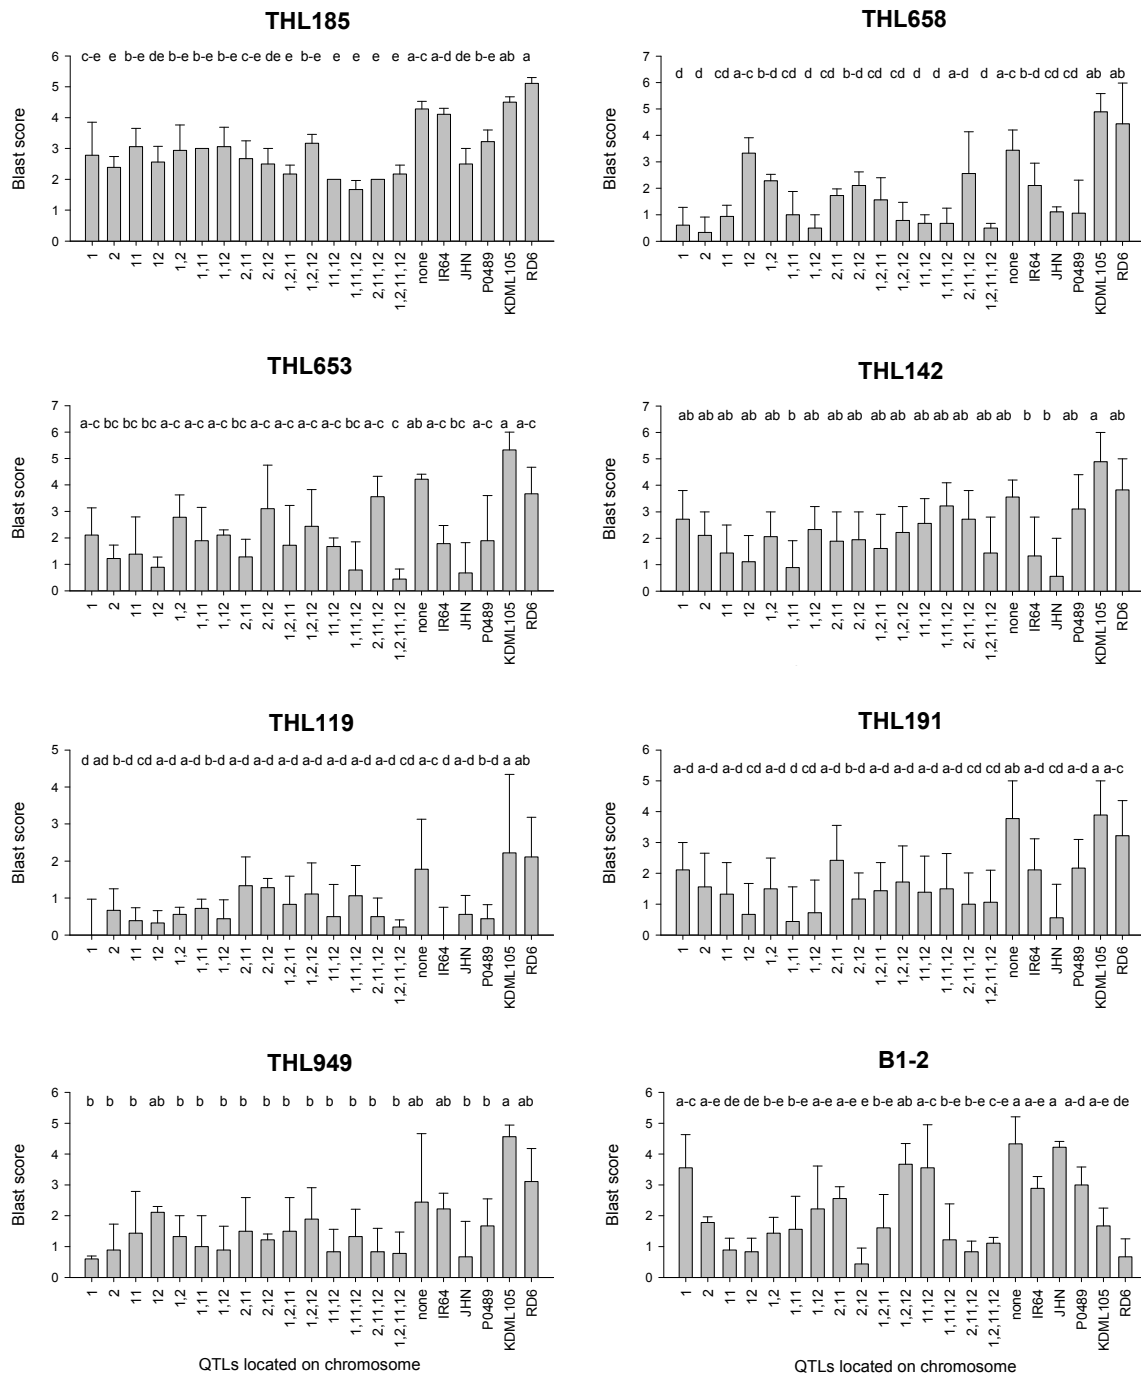 THL185
Blast score
6
5
4
3
2
1
0
c-e e b-e de b-e b-e b-e c-e de e b-e e e e e a-c a-d de b-e ab a
1 2 11 12 1,2 1,11 1,12 2,11 2,12 1,2,11 1,2,12 11,12 1,11,12 2,11,12 1,2,11,12 none IR64 JHN P0489 KDML105 RD6
THL658
Blast score
7
6
5
4
3
2
1
0
d d cd a-c b-d cd d cd b-d cd cd d d a-d d a-c b-d cd cd ab ab
1 2 11 12 1,2 1,11 1,12 2,11 2,12 1,2,11 1,2,12 11,12 1,11,12 2,11,12 1,2,11,12 none IR64 JHN P0489 KDML105 RD6
THL653
Blast score
7
6
5
4
3
2
1
0
a-c bc bc bc a-c a-c a-c bc a-c a-c a-c a-c bc a-c c ab a-c bc a-c a a-c
1 2 11 12 1,2 1,11 1,12 2,11 2,12 1,2,11 1,2,12 11,12 1,11,12 2,11,12 1,2,11,12 none IR64 JHN P0489 KDML105 RD6
THL142
Blast score
7
6
5
4
3
2
1
0
ab ab ab ab ab b ab ab ab ab ab ab ab ab ab ab b b ab a ab
1 2 11 12 1,2 1,11 1,12 2,11 2,12 1,2,11 1,2,12 11,12 1,11,12 2,11,12 1,2,11,12 none IR64 JHN P0489 KDML105 RD6
THL119
Blast score
5
4
3
2
1
0
d ad b-d cd a-d a-d b-d a-d a-d a-d a-d a-d a-d a-d cd a-c d a-d b-d a ab
1 2 11 12 1,2 1,11 1,12 2,11 2,12 1,2,11 1,2,12 11,12 1,11,12 2,11,12 1,2,11,12 none IR64 JHN P0489 KDML105 RD6
THL191
Blast score
6
5
4
3
2
1
0
a-d a-d a-d cd a-d d cd a-d b-d a-d a-d a-d a-d cd cd ab a-d cd a-d a a-c
1 2 11 12 1,2 1,11 1,12 2,11 2,12 1,2,11 1,2,12 11,12 1,11,12 2,11,12 1,2,11,12 none IR64 JHN P0489 KDML105 RD6
THL949
Blast score
6
5
4
3
2
1
0
b b b ab b b b b b b b b b b b ab ab b b a ab
1 2 11 12 1,2 1,11 1,12 2,11 2,12 1,2,11 1,2,12 11,12 1,11,12 2,11,12 1,2,11,12 none IR64 JHN P0489 KDML105 RD6
QTLs located on chromosome
B1-2
Blast score
6
5
4
3
2
1
0
a-c a-e de de b-e b-e a-e a-e e b-e ab a-c b-e b-e c-e a a-e a a-d a-e de
1 2 11 12 1,2 1,11 1,12 2,11 2,12 1,2,11 1,2,12 11,12 1,11,12 2,11,12 1,2,11,12 none IR64 JHN P0489 KDML105 RD6
QTLs located on chromosome